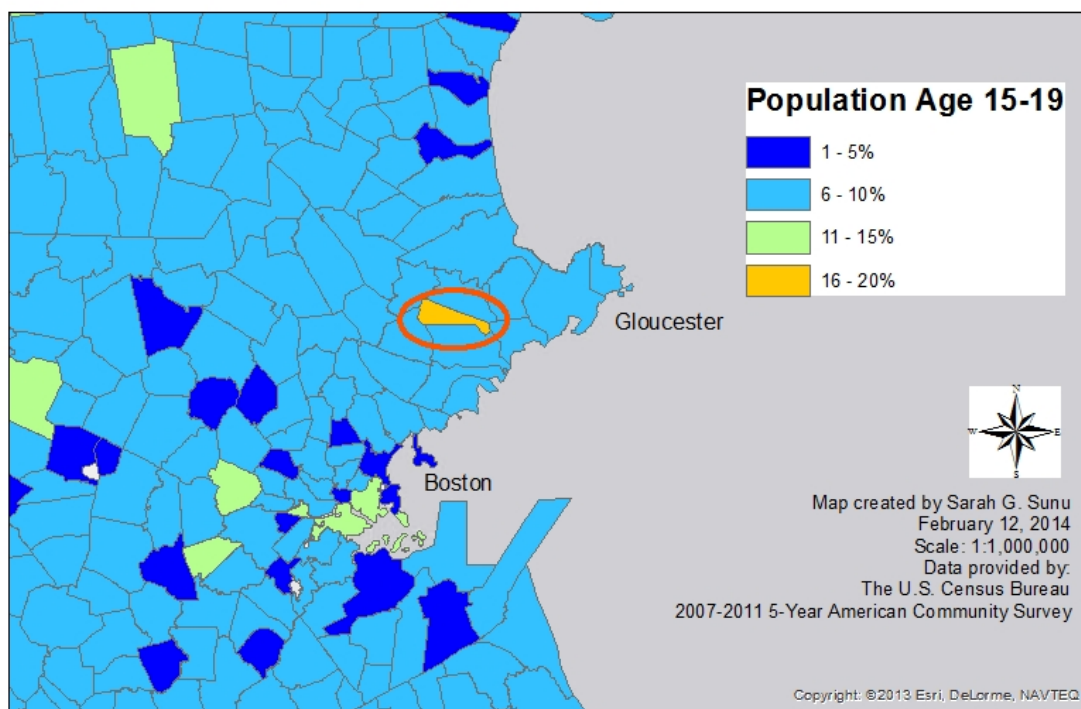 Population Age 15-19
1 - 5%
6 - 10%
11 - 15%
16 - 20%
Gloucester
N
W E
S
Boston
Map created by Sarah G. Sunu
February 12, 2014
Scale: 1:1,000,000
Data provided by:
The U.S. Census Bureau
2007-2011 5-Year American Community Survey
Copyright: ©2013 Esri, DeLorme, NAVTEQ